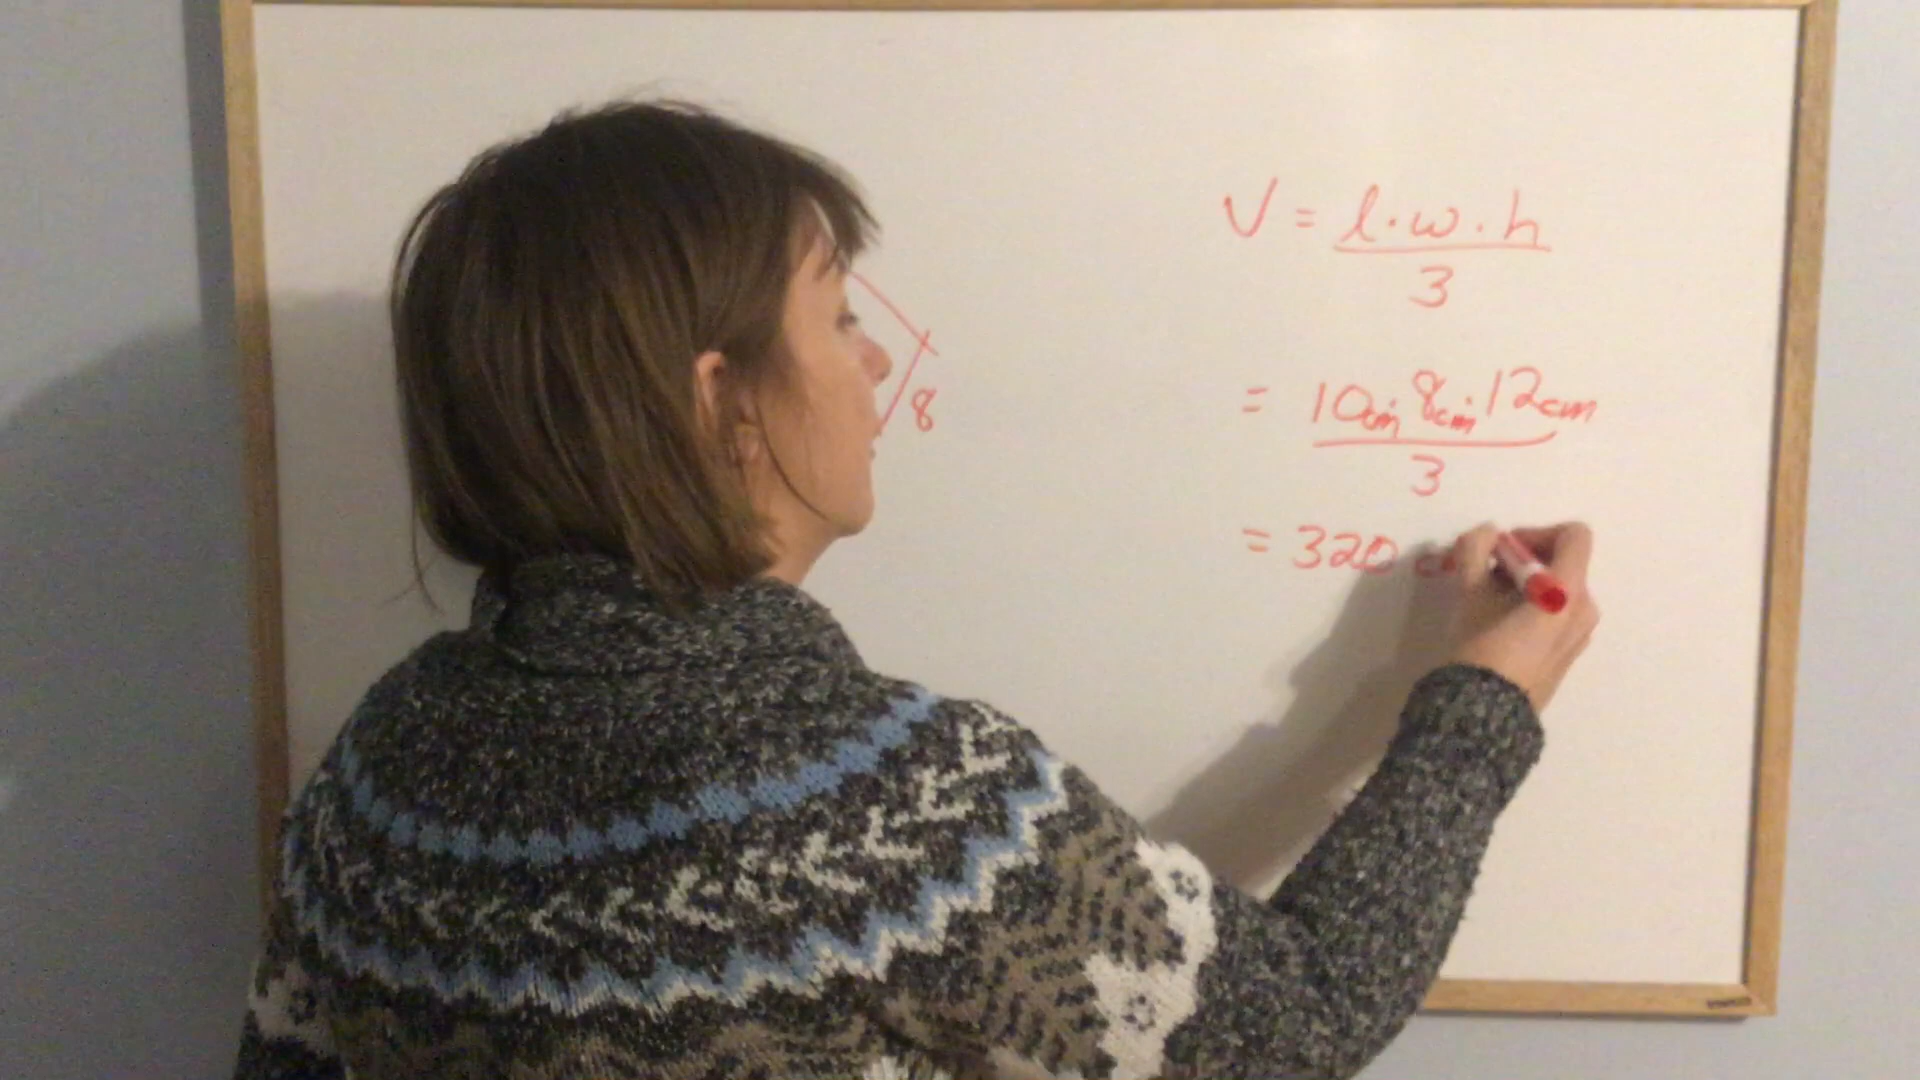 V = l·w·h
3
8
= 10cm·8cm·12cm
3
= 320